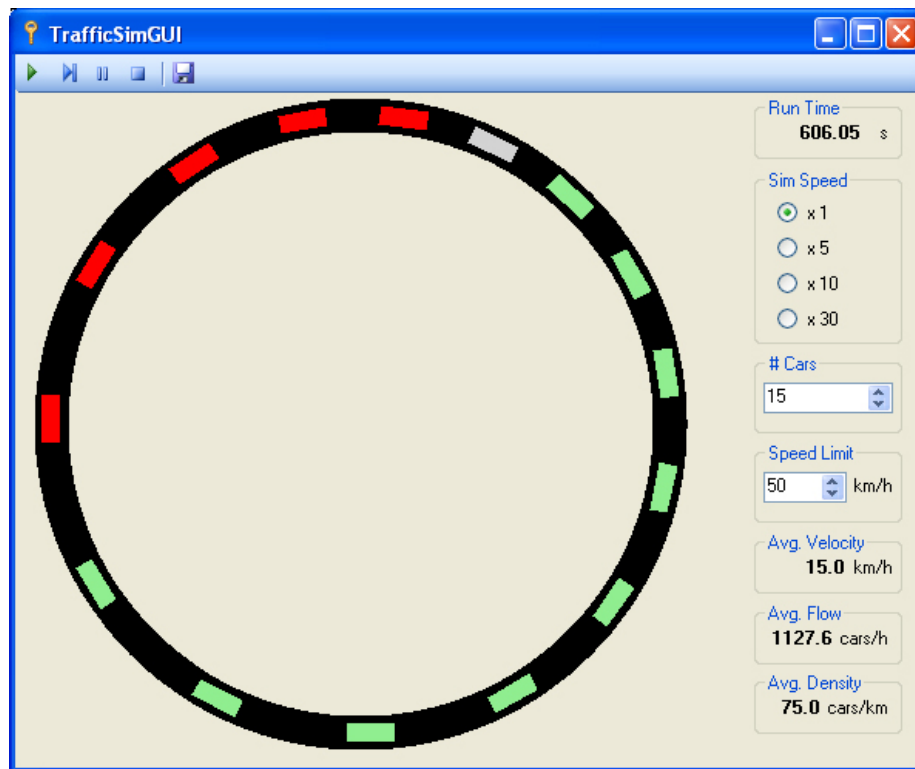 TrafficSimGUI
Run Time
606.05 s
Sim Speed
x 1
x 5
x 10
x 30
# Cars
15
Speed Limit
50 km/h
Avg. Velocity
15.0 km/h
Avg. Flow
1127.6 cars/h
Avg. Density
75.0 cars/km